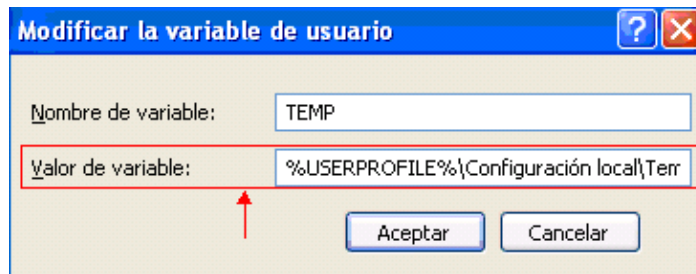 Modificar la variable de usuario
Nombre de variable: TEMP
Valor de variable: %USERPROFILE%\Configuración local\Tem
Aceptar Cancelar